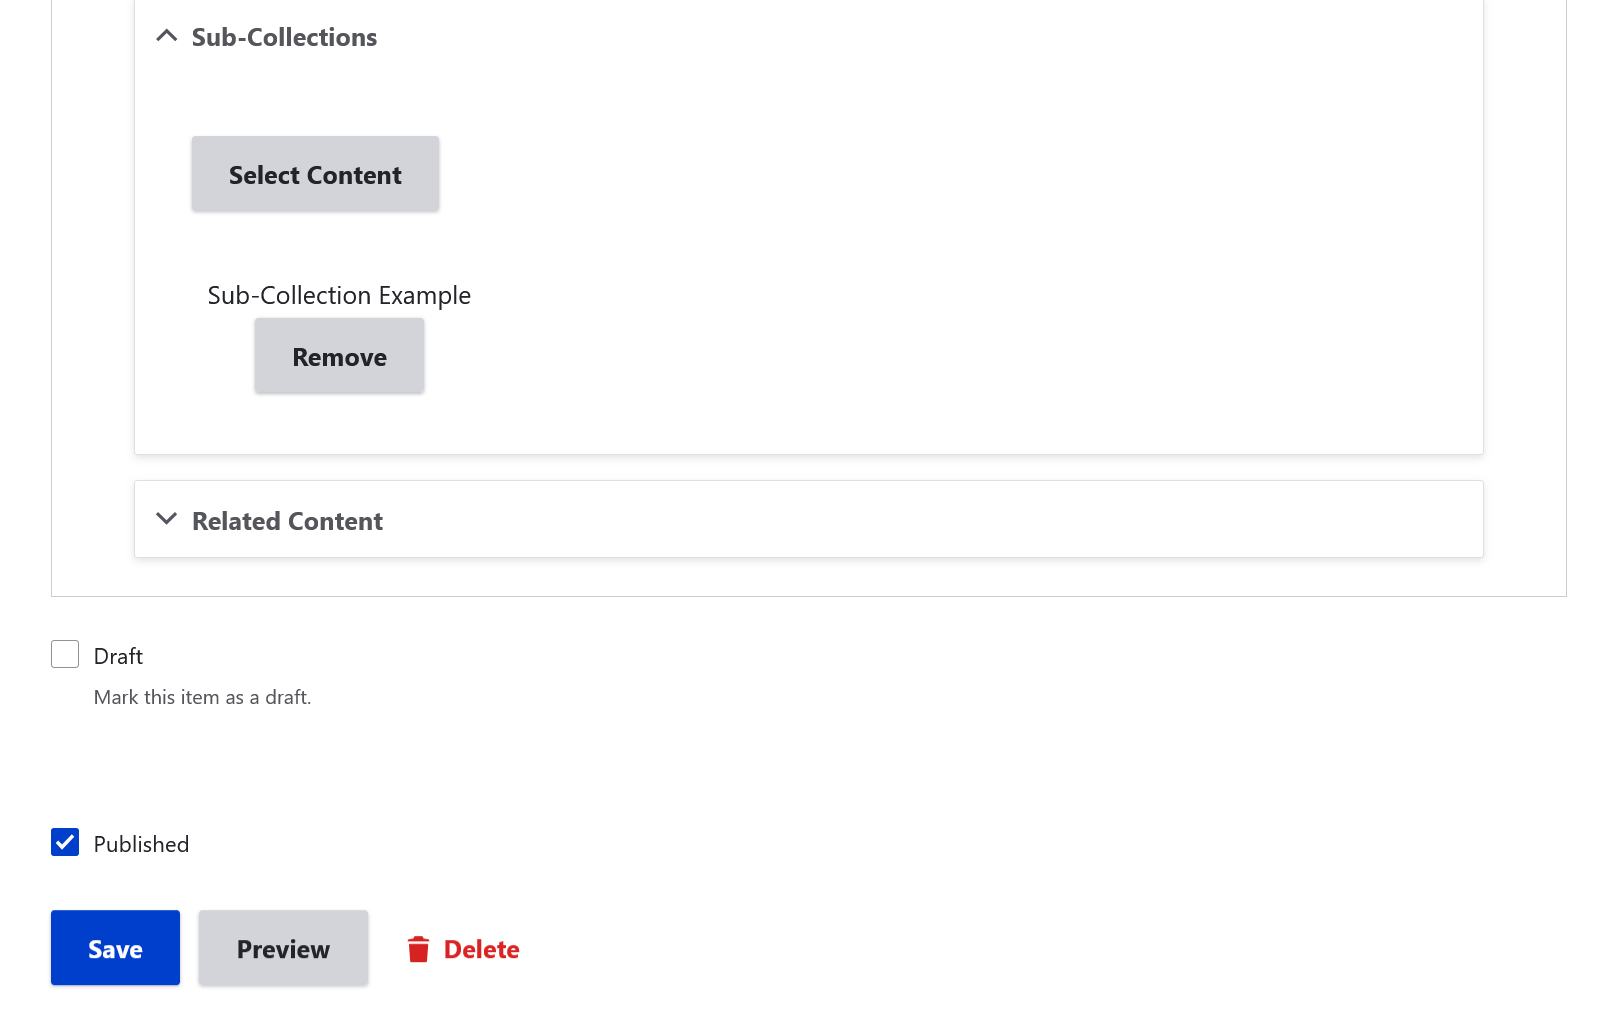 Sub-Collections
Select Content
Sub-Collection Example
Remove
Related Content
Draft
Mark this item as a draft.
Published
Save Preview Delete